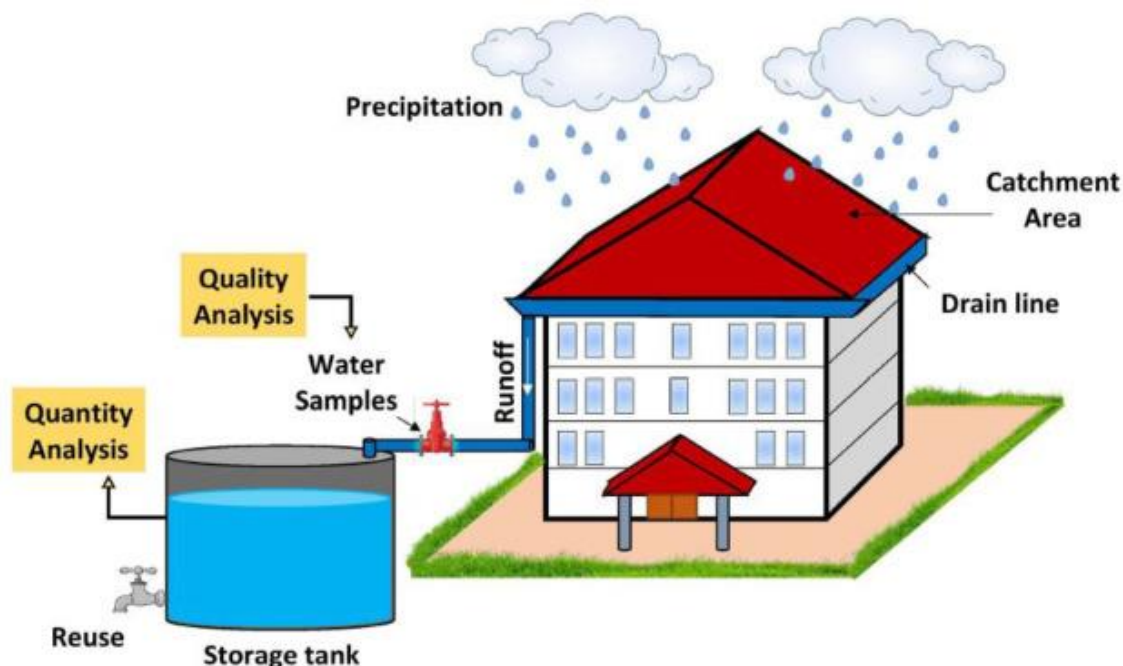 Precipitation
Catchment
Area
Drain line
Quality
Analysis
Water
Samples
Runoff
Quantity
Analysis
Reuse
Storage tank